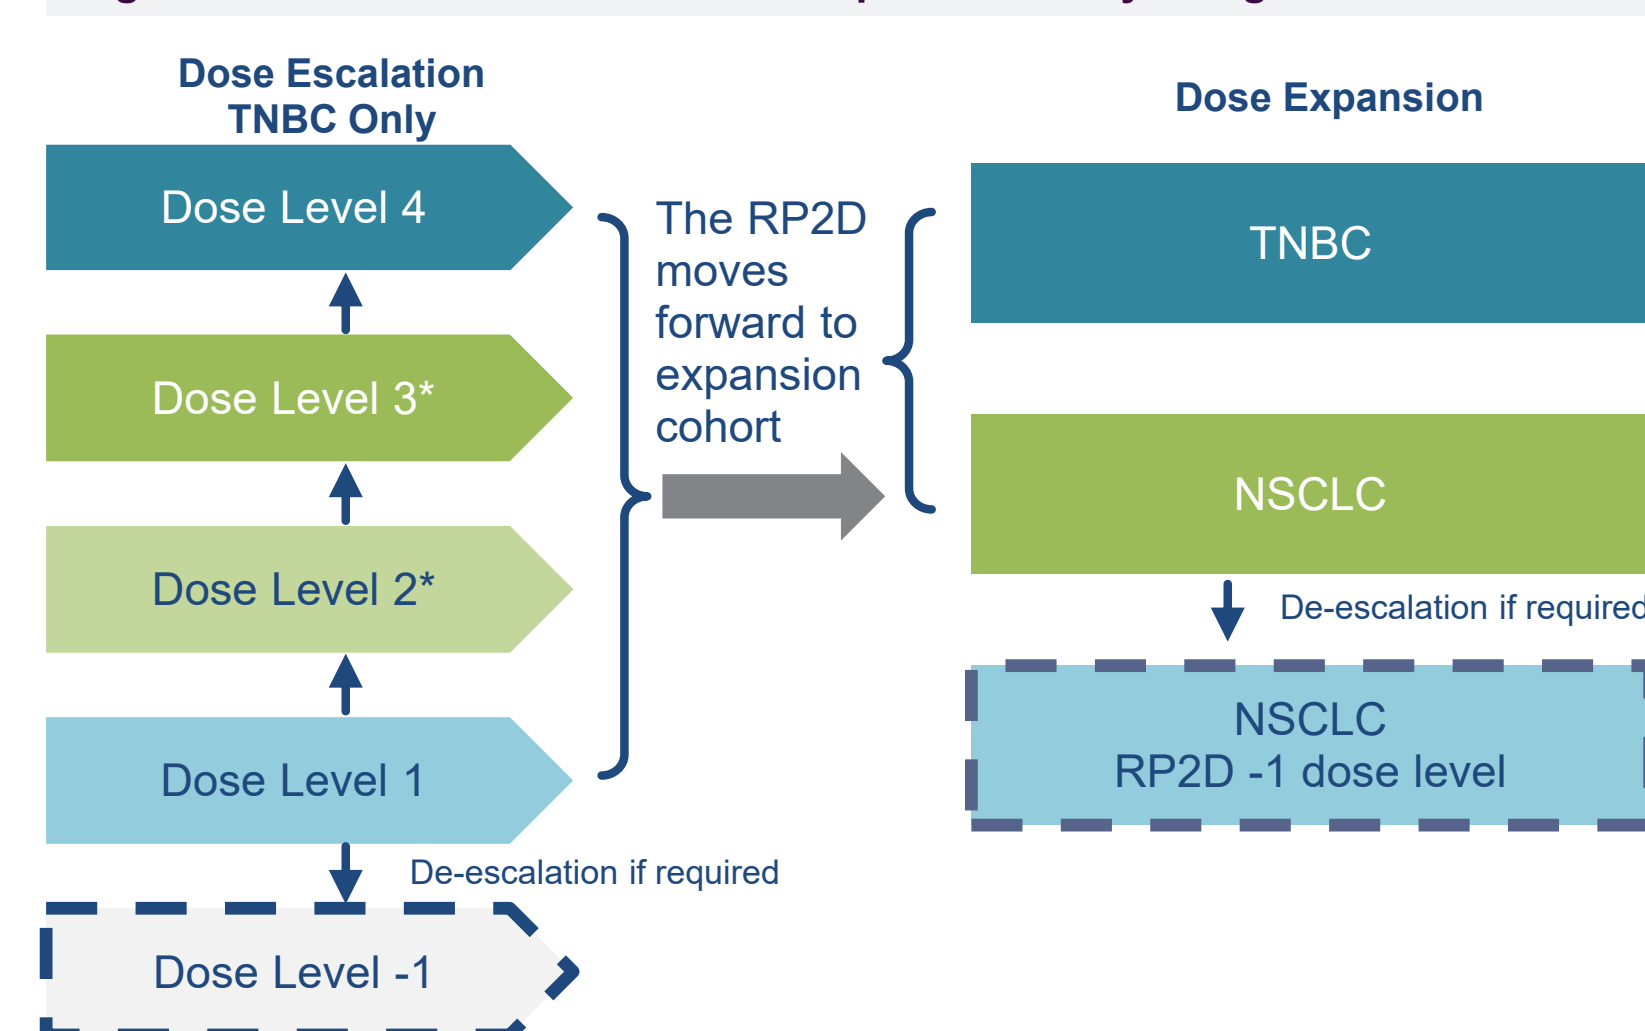 Dose Escalation
TNBC Only
Dose Level 4
Dose Level 3*
Dose Level 2*
Dose Level 1
De-escalation if required
Dose Level -1
The RP2D
moves
forward to
expansion
cohort
Dose Expansion
TNBC
NSCLC
De-escalation if required
NSCLC
RP2D -1 dose level